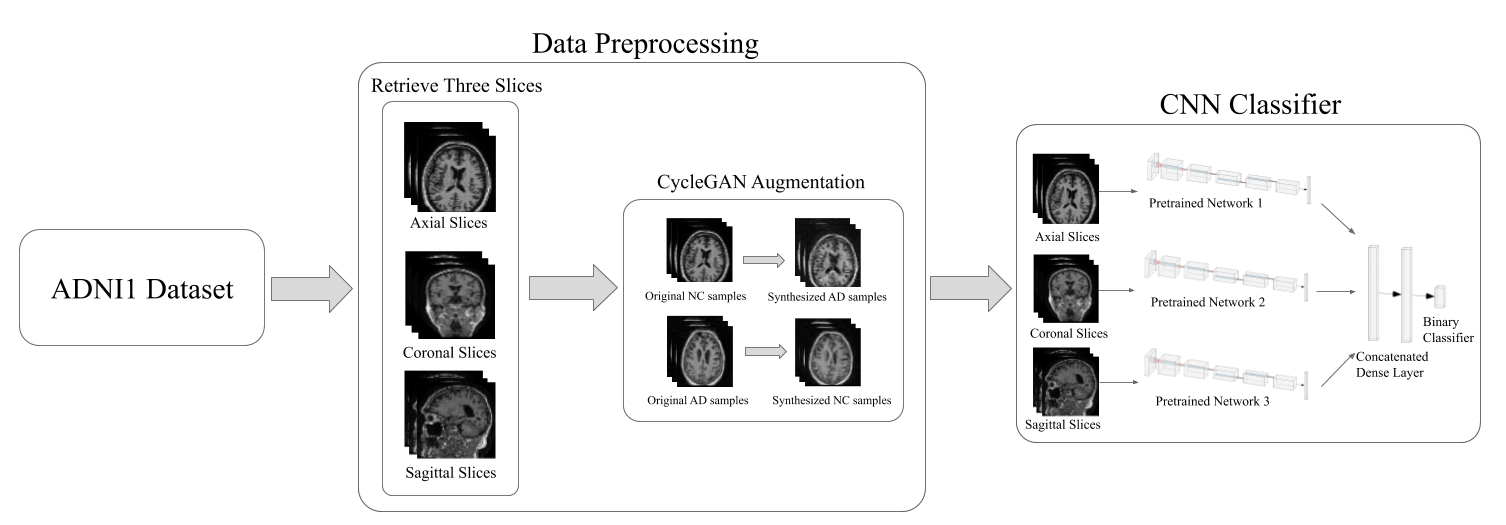 Data Preprocessing
Retrieve Three Slices
CNN Classifier
CycleGAN Augmentation
Axial Slices
Original NC samples
Synthesized AD samples
ADNI1 Dataset
Coronal Slices
Original AD samples
Synthesized NC samples
Sagittal Slices
Axial Slices
Pretrained Network 1
Coronal Slices
Pretrained Network 2
Sagittal Slices
Pretrained Network 3
Concatenated
Dense Layer
Binary
Classifier